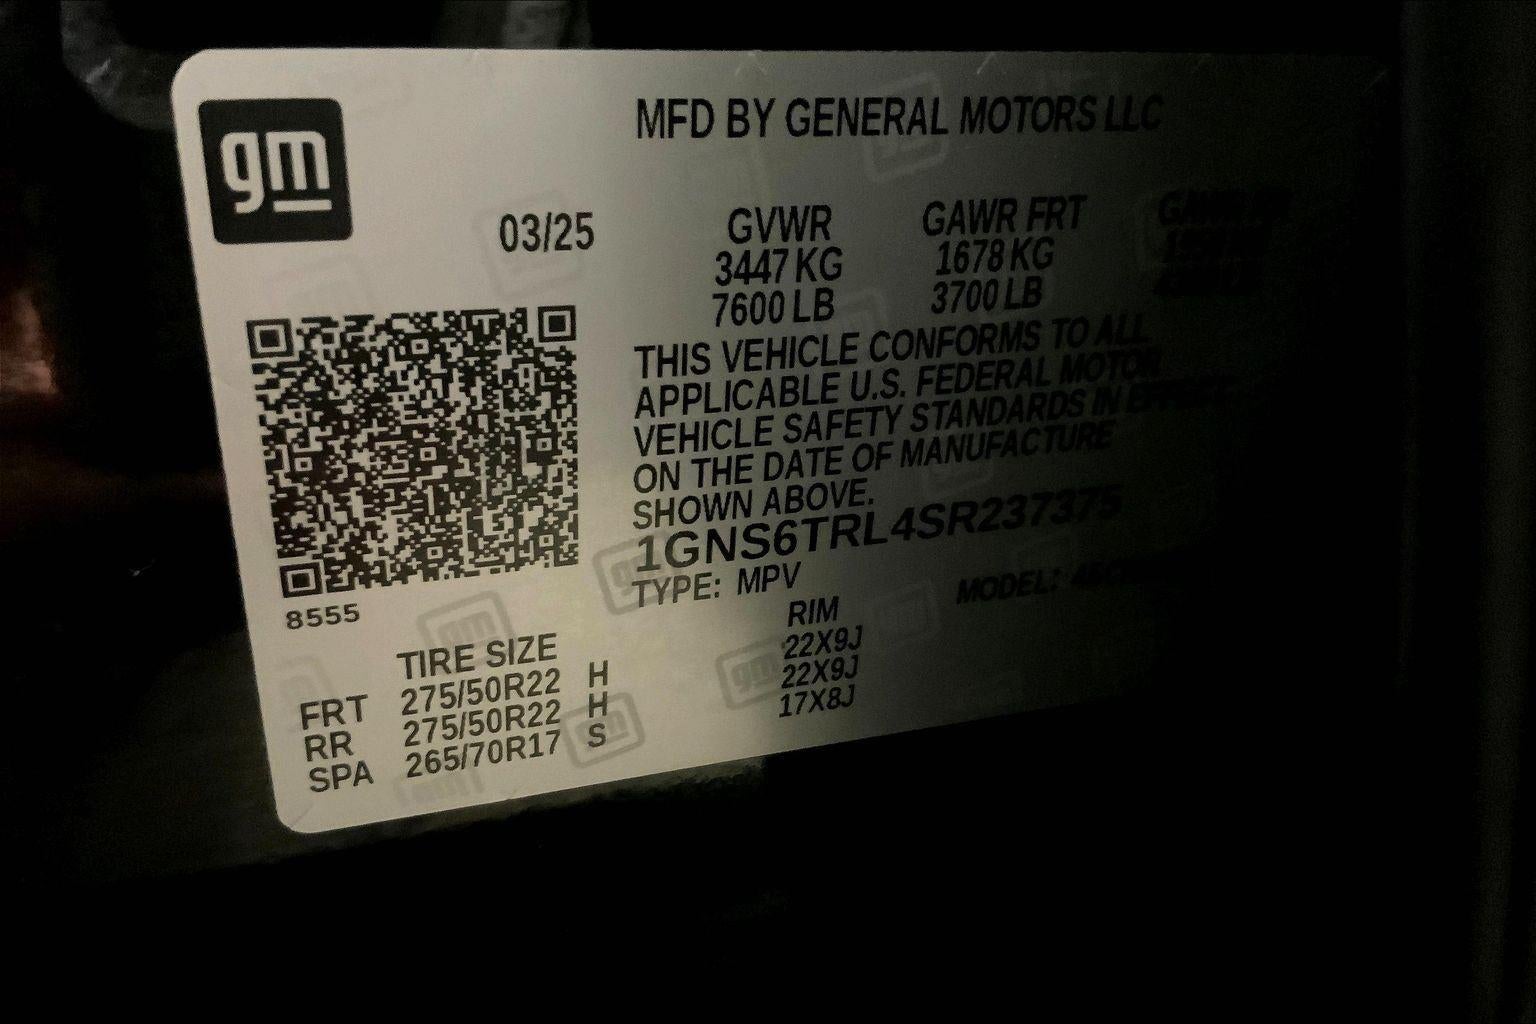 gm
MFD BY GENERAL MOTORS LLC
03/25 GVWR GAWR FRT
3447 KG 1678 KG
7600 LB 3700 LB
THIS VEHICLE CONFORMS TO ALL
APPLICABLE U.S. FEDERAL MOTOR
VEHICLE SAFETY STANDARDS IN EFFECT
ON THE DATE OF MANUFACTURE
SHOWN ABOVE.
1GNS6TRL4SR237375
TYPE: MPV MODEL:
8555
TIRE SIZE RIM
FRT 275/50R22 H 22X9J
RR 275/50R22 H 22X9J
SPA 265/70R17 S 17X8J